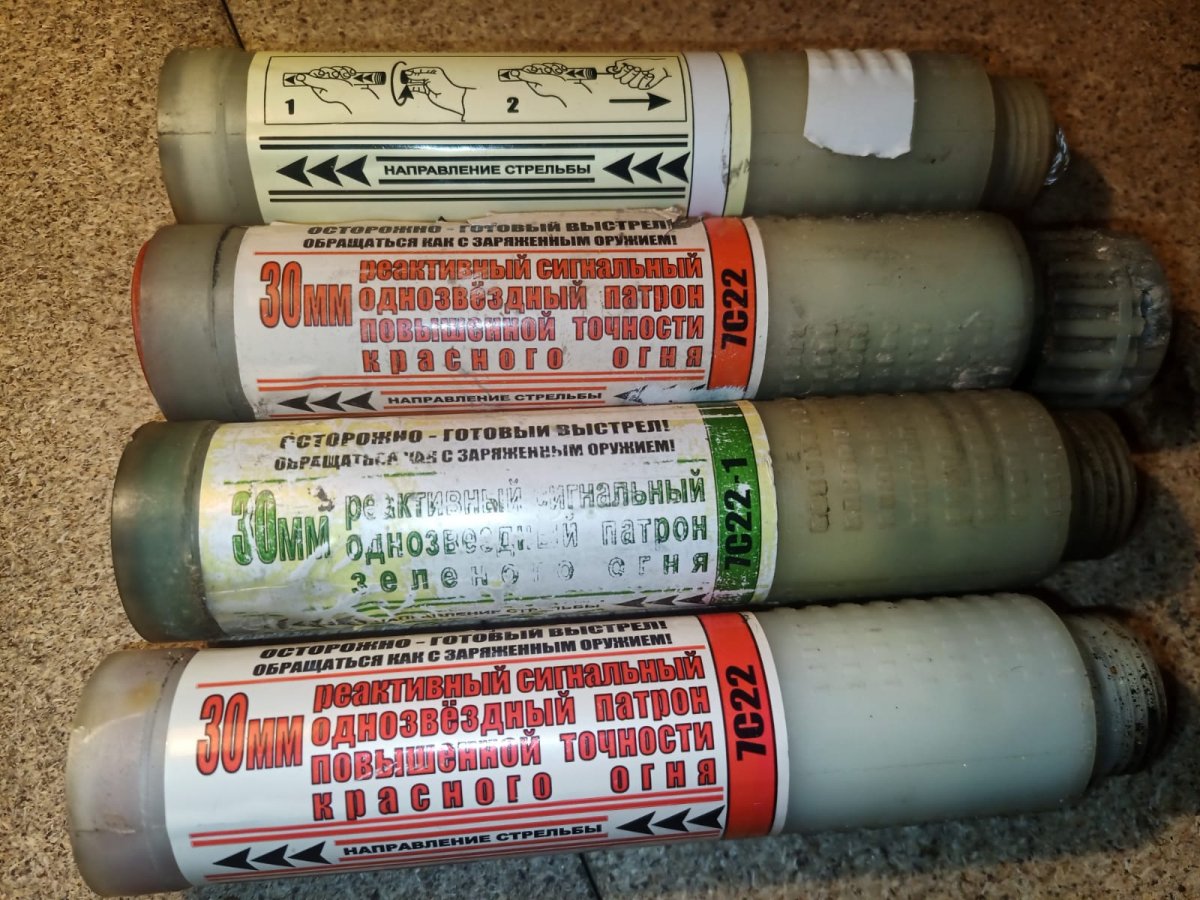 1
2
НАПРАВЛЕНИЕ СТРЕЛЬБЫ
ОСТОРОЖНО - ГОТОВЫЙ ВЫСТРЕЛ!
ОБРАЩАТЬСЯ КАК С ЗАРЯЖЕННЫМ ОРУЖИЕМ!
30мм
реактивный сигнальный
однозвёздный патрон
повышенной точности
красного огня
7С22
НАПРАВЛЕНИЕ СТРЕЛЬБЫ
ОСТОРОЖНО - ГОТОВЫЙ ВЫСТРЕЛ!
ОБРАЩАТЬСЯ КАК С ЗАРЯЖЕННЫМ ОРУЖИЕМ!
30мм
реактивный сигнальный
однозвездный патрон
зеленого огня
7С22-1
НАПРАВЛЕНИЕ СТРЕЛЬБЫ
ОСТОРОЖНО - ГОТОВЫЙ ВЫСТРЕЛ!
ОБРАЩАТЬСЯ КАК С ЗАРЯЖЕННЫМ ОРУЖИЕМ!
30мм
реактивный сигнальный
однозвёздный патрон
повышенной точности
красного огня
7С22
НАПРАВЛЕНИЕ СТРЕЛЬБЫ